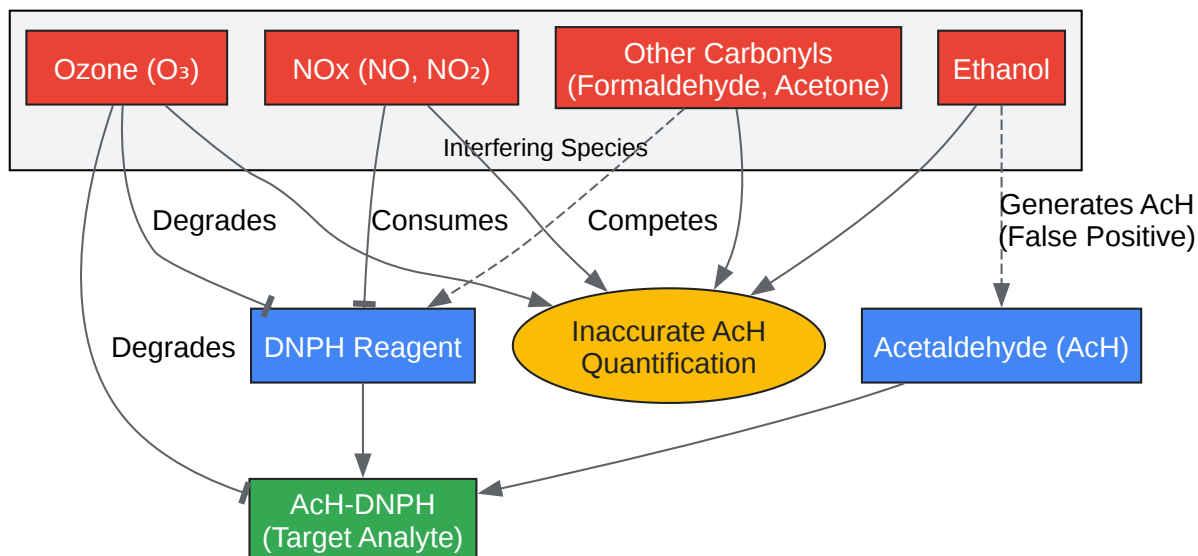 Ozone (O₃)
NOx (NO, NO₂)
Other Carbonyls
(Formaldehyde, Acetone)
Ethanol
Interfering Species
Degrades
Consumes
Competes
Generates AcH
(False Positive)
Degrades
DNPH Reagent
Inaccurate AcH
Quantification
Acetaldehyde (AcH)
AcH-DNPH
(Target Analyte)